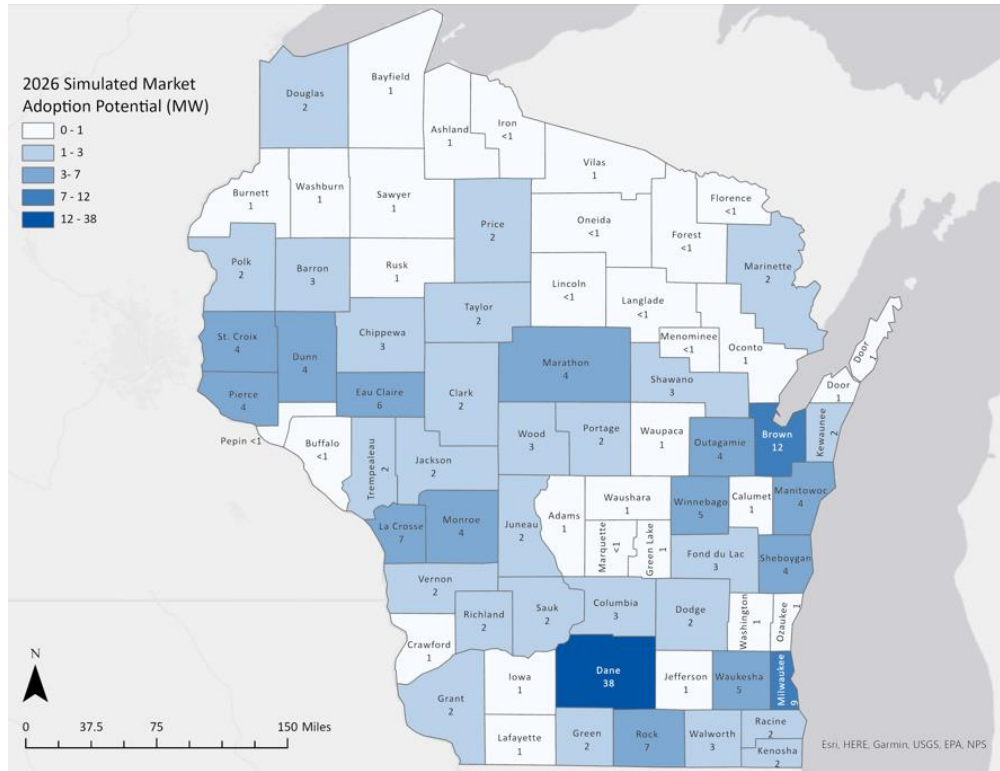 2026 Simulated Market
Adoption Potential (MW)
0 - 1
1 - 3
3 - 7
7 - 12
12 - 38
Douglas
2
Bayfield
1
Ashland
1
Iron
<1
Vilas
1
Burnett
1
Washburn
1
Sawyer
1
Price
2
Oneida
<1
Forest
<1
Florence
<1
Marinette
2
Polk
2
Barron
3
Rusk
1
Lincoln
<1
Langlade
<1
Taylor
2
Chippewa
3
Menominee
<1
Oconto
1
Door
1
Door
1
St. Croix
4
Dunn
4
Pierce
4
Eau Claire
6
Clark
2
Marathon
4
Shawano
3
Pepin <1
Buffalo
<1
Trempealeau
2
Jackson
2
Wood
3
Portage
2
Waupaca
1
Outagamie
4
Brown
12
Kewaunee
2
La Crosse
7
Monroe
4
Juneau
2
Adams
1
Waushara
1
Marquette
<1
Green Lake
1
Winnebago
5
Calumet
1
Manitowoc
4
Fond du Lac
3
Sheboygan
4
Vernon
2
Richland
2
Sauk
2
Columbia
3
Dodge
2
Washington
1
Ozaukee
1
Crawford
1
Grant
2
Iowa
1
Dane
38
Jefferson
1
Waukesha
5
Milwaukee
9
Lafayette
1
Green
2
Rock
7
Walworth
3
Racine
2
Kenosha
2
N
0 37.5 75 150 Miles
Esri, HERE, Garmin, USGS, EPA, NPS